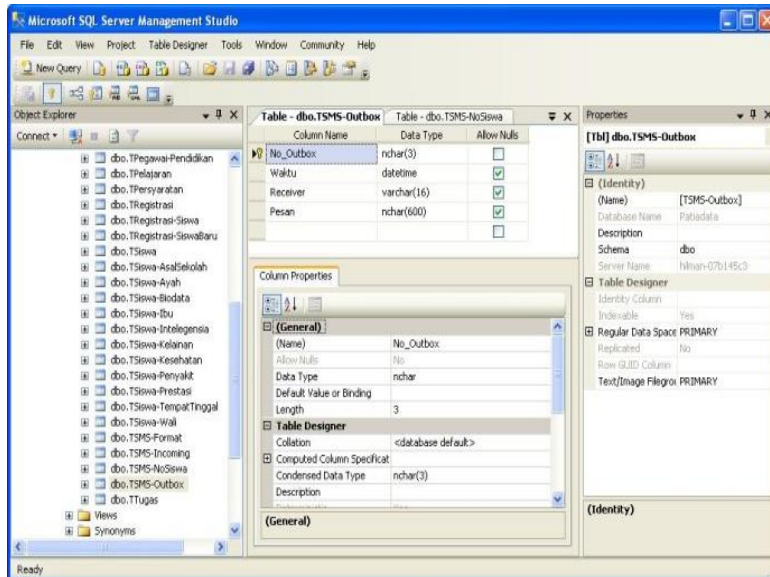 Microsoft SQL Server Management Studio
File Edit View Project Table Designer Tools Window Community Help
New Query
Object Explorer
Connect
dbo.TPegawai-Pendidikan
dbo.TPelajaran
dbo.TPersyaratan
dbo.TRegistrasi
dbo.TRegistrasi-Siswa
dbo.TRegistrasi-SiswaBaru
dbo.TSiswa
dbo.TSiswa-AsalSekolah
dbo.TSiswa-Ayah
dbo.TSiswa-Biodata
dbo.TSiswa-Ibu
dbo.TSiswa-Intelegensia
dbo.TSiswa-Kelainan
dbo.TSiswa-Kesehatan
dbo.TSiswa-Penyakit
dbo.TSiswa-Prestasi
dbo.TSiswa-TempatTinggal
dbo.TSiswa-Wali
dbo.TSMS-Format
dbo.TSMS-Incoming
dbo.TSMS-NoSiswa
dbo.TSMS-Outbox
dbo.TTugas
Views
Synonyms
Table - dbo.TSMS-Outbox Table - dbo.TSMS-NoSiswa
Column Name Data Type Allow Nulls
No_Outbox nchar(3)
Waktu datetime
Receiver varchar(16)
Pesan nchar(600)
Column Properties
(General)
(Name) No_Outbox
Allow Nulls No
Data Type nchar
Default Value or Binding
Length 3
Table Designer
Collation <database default>
Computed Column Specificat
Condensed Data Type nchar(3)
Description
(General)
Properties
[Tbl] dbo.TSMS-Outbox
(Identity)
(Name) [TSMS-Outbox]
Database Name Patiadata
Description
Schema dbo
Server Name hilman-07b145c3
Table Designer
Identity Column
Indexable Yes
Regular Data Space PRIMARY
Replicated No
Row GUID Column
Text/Image Filegrou PRIMARY
(Identity)
Ready